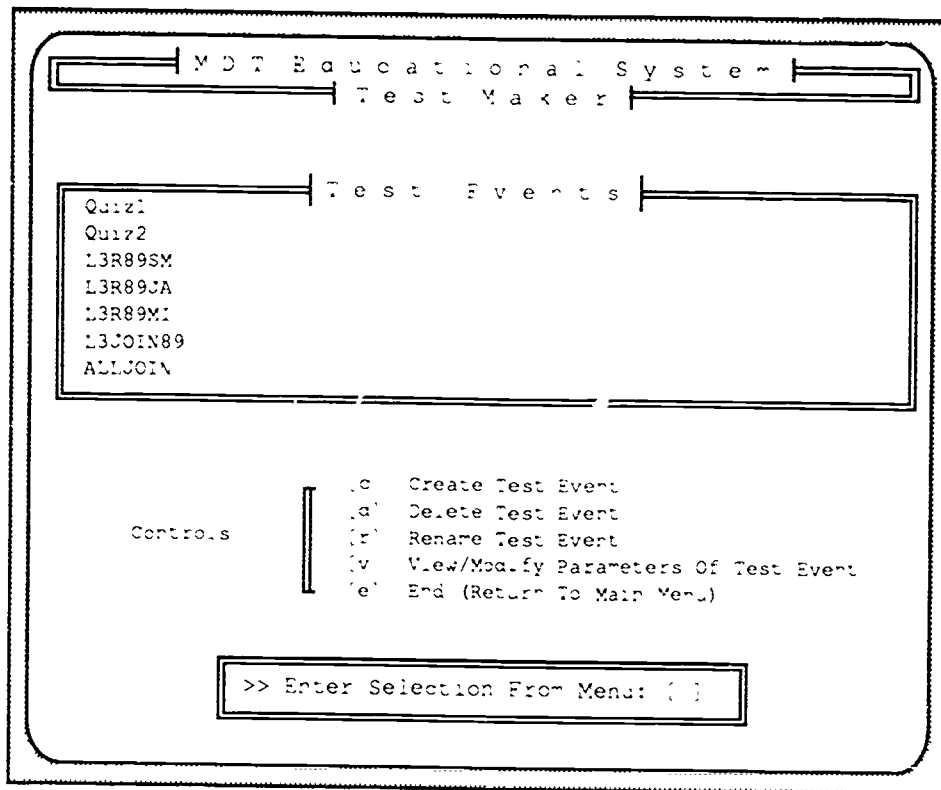 MDT Educational System
Test Maker
Test Events
Quiz1
Quiz2
L3R89SM
L3R89JA
L3R89MI
L3JOIN89
ALLJOIN
Controls
[c] Create Test Event
[d] Delete Test Event
[r] Rename Test Event
[v] View/Modify Parameters Of Test Event
[e] End (Return To Main Menu)
>> Enter Selection From Menu: [ ]